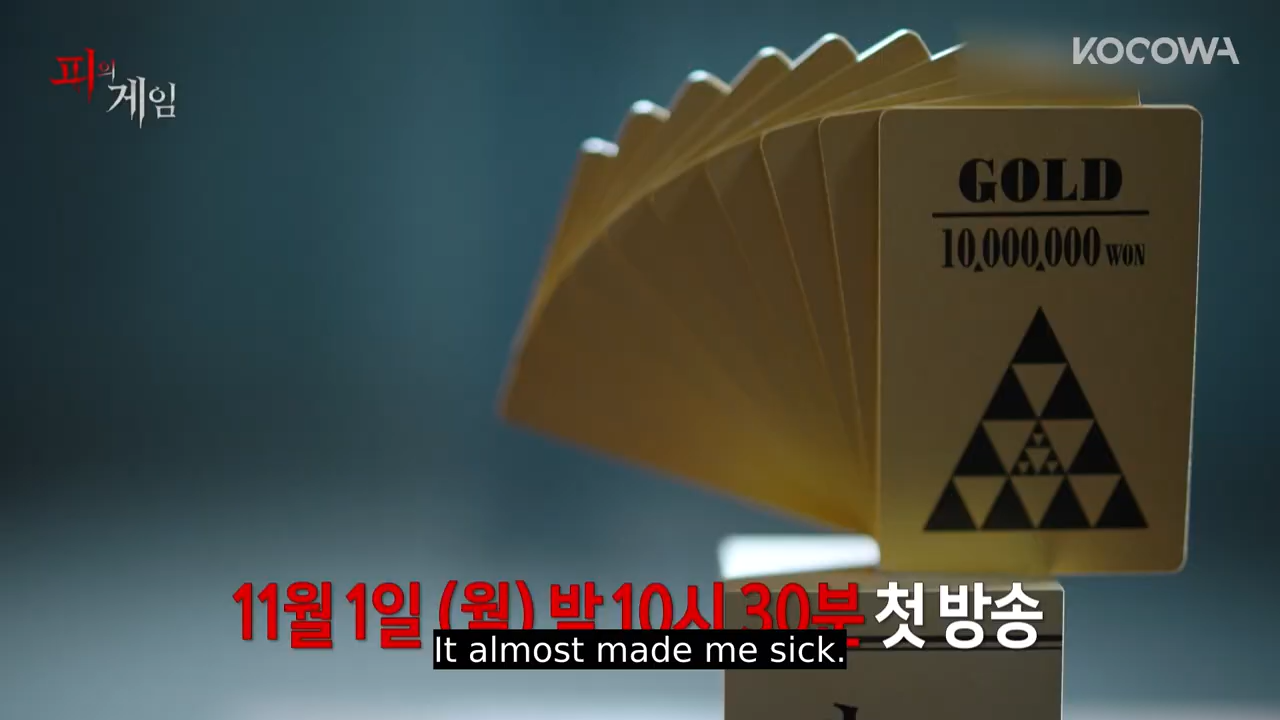 피의
게임
KOCOWA
GOLD
10,000,000 WON
11월 1일 (월) 밤 10시 30분 첫 방송
It almost made me sick.